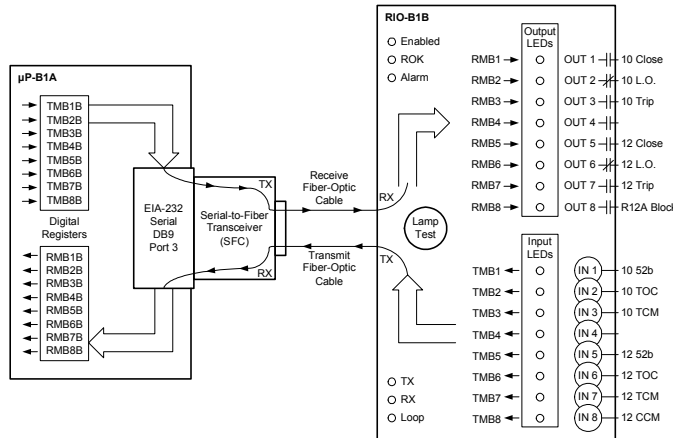 RIO-B1B
Output
LEDs
Enabled
ROK
Alarm
RMB1 OUT 1 10 Close
RMB2 OUT 2 10 L.O.
RMB3 OUT 3 10 Trip
RMB4 OUT 4
RMB5 OUT 5 12 Close
RMB6 OUT 6 12 L.O.
RMB7 OUT 7 12 Trip
RMB8 OUT 8 R12A Block
µP-B1A
TMB1B
TMB2B
TMB3B
TMB4B
TMB5B
TMB6B
TMB7B
TMB8B
Digital
Registers
RMB1B
RMB2B
RMB3B
RMB4B
RMB5B
RMB6B
RMB7B
RMB8B
EIA-232
Serial
DB9
Port 3
TX
Serial-to-Fiber
Transceiver
(SFC)
RX
Receive
Fiber-Optic
Cable
Transmit
Fiber-Optic
Cable
RX
TX
Lamp
Test
Input
LEDs
TMB1 IN 1 10 52b
TMB2 IN 2 10 TOC
TMB3 IN 3 10 TCM
TMB4 IN 4
TMB5 IN 5 12 52b
TMB6 IN 6 12 TOC
TMB7 IN 7 12 TCM
TMB8 IN 8 12 CCM
TX
RX
Loop